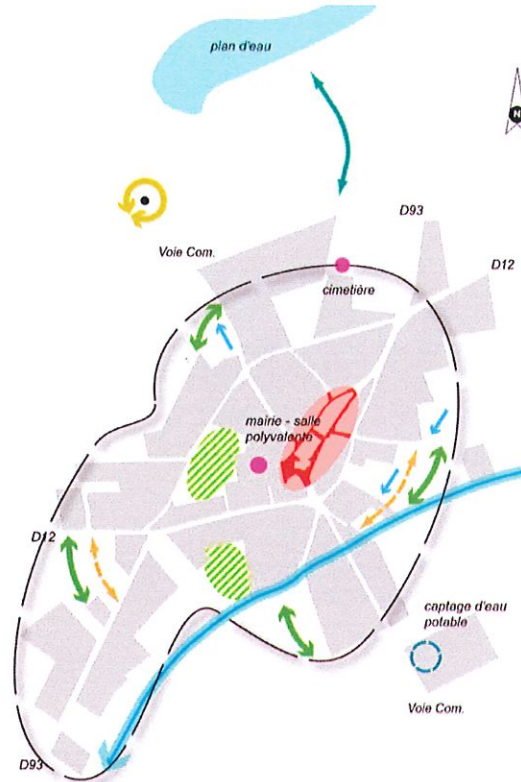 plan d'eau
N
D93
Voie Com.
D12
cimetière
mairie - salle
polyvalente
D12
captage d'eau
potable
Voie Com.
D93